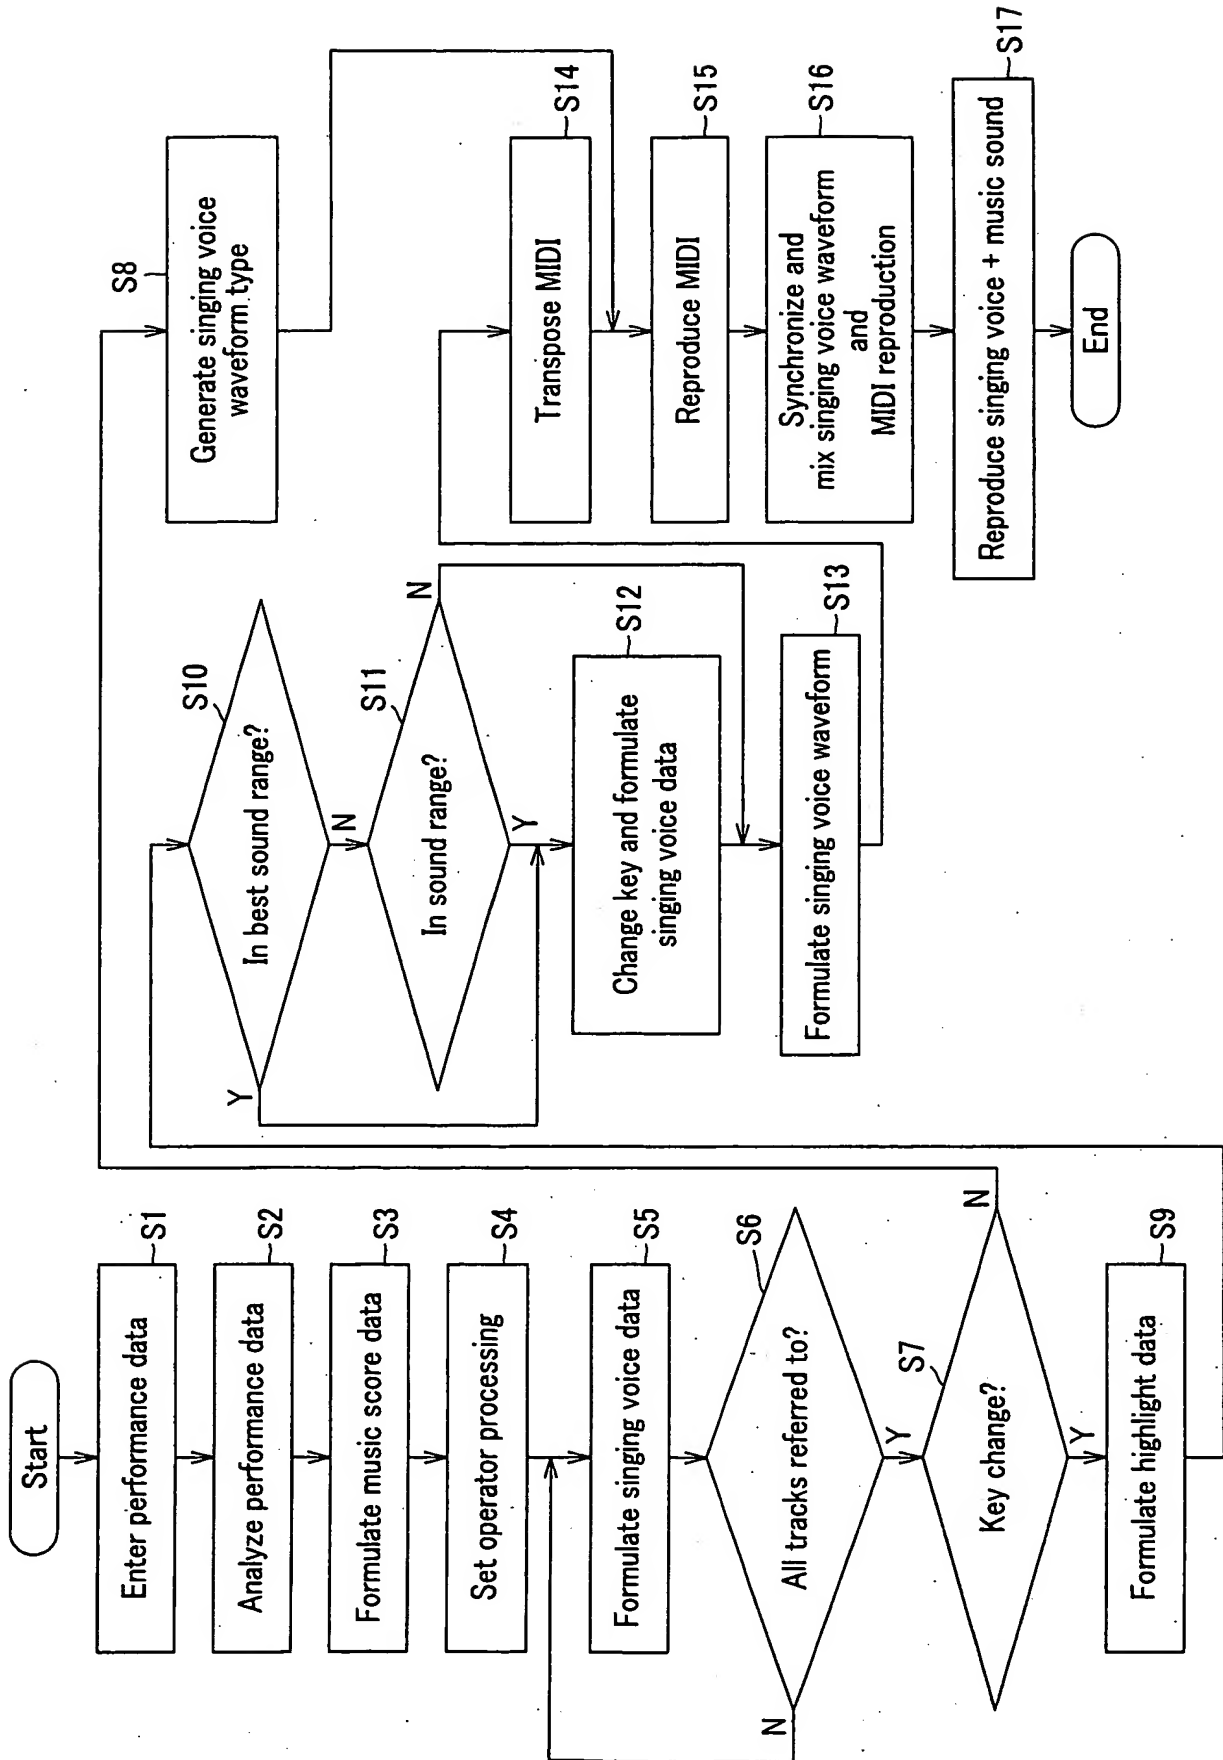 Start
Enter performance data
S1
Analyze performance data
S2
Formulate music score data
S3
Set operator processing
S4
Formulate singing voice data
S5
All tracks referred to?
S6
N
Y
Key change?
S7
N
Y
Formulate highlight data
S9
In best sound range?
S10
Y
N
In sound range?
S11
N
Y
Change key and formulate
singing voice data
S12
Formulate singing voice waveform
S13
Generate singing voice
waveform type
S8
Transpose MIDI
S14
Reproduce MIDI
S15
Synchronize and
mix singing voice waveform
and
MIDI reproduction
S16
Reproduce singing voice + music sound
S17
End